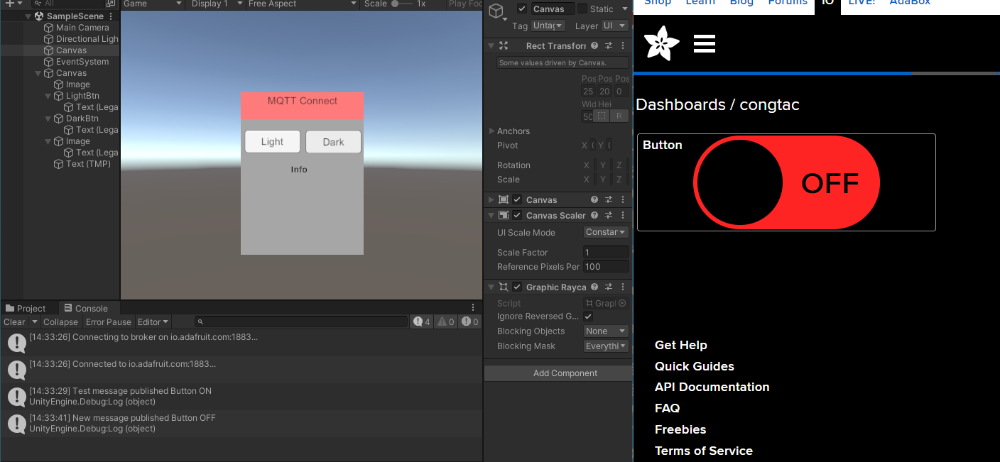 Game
Display 1
Free Aspect
Scale
1x
Play Foc
All
SampleScene
Main Camera
Directional Ligh
Canvas
EventSystem
Canvas
Image
LightBtn
Text (Lega
DarkBtn
Text (Lega
Image
Text (Lega
Text (TMP)
MQTT Connect
Light
Dark
Info
Canvas
Static
Tag
Untag
Layer
UI
Rect Transfor
Some values driven by Canvas.
Pos Pos Pos
25 20 0
Wid Hei
50
R
Anchors
Pivot
X
Y
Rotation
X Y Z
Scale
X Y Z
Canvas
Canvas Scaler
UI Scale Mode
Constar
Scale Factor
1
Reference Pixels Per
100
Graphic Rayca
Script
Graph
Ignore Reversed G...
Blocking Objects
None
Blocking Mask
Everythi
Add Component
Project
Console
Clear
Collapse
Error Pause
Editor
4
0
0
[14:33:26] Connecting to broker on io.adafruit.com:1883...
[14:33:26] Connected to io.adafruit.com:1883...
[14:33:29] Test message published Button ON
UnityEngine.Debug:Log (object)
[14:33:41] New message published Button OFF
UnityEngine.Debug:Log (object)
Shop
Learn
Blog
Forums
IO
LIVE!
AdaBox
Dashboards / congtac
Button
OFF
Get Help
Quick Guides
API Documentation
FAQ
Freebies
Terms of Service